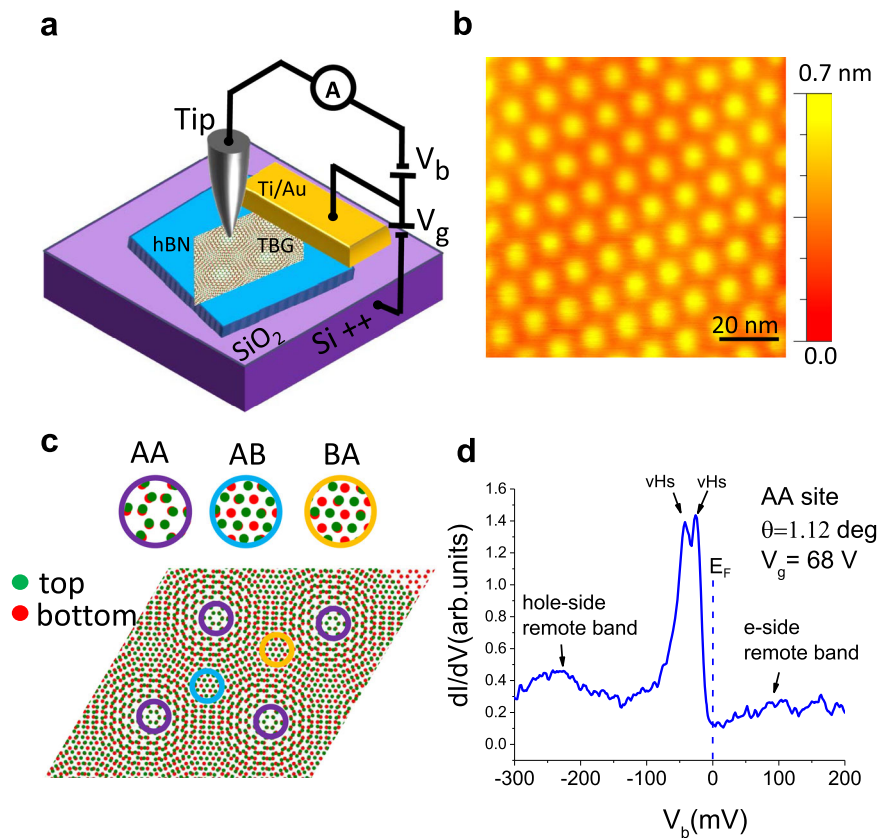 a
A
Tip
V_b
Ti/Au
V_g
hBN
TBG
SiO₂
Si ++
b
0.7 nm
20 nm
0.0
c
AA
AB
BA
top
bottom
d
vHs
vHs
1.6
1.4
1.2
1.0
0.8
0.6
0.4
0.2
0.0
dI/dV(arb.units)
AA site
θ=1.12 deg
V_g= 68 V
E_F
hole-side
remote band
e-side
remote band
-300
-200
-100
0
100
200
V_b(mV)